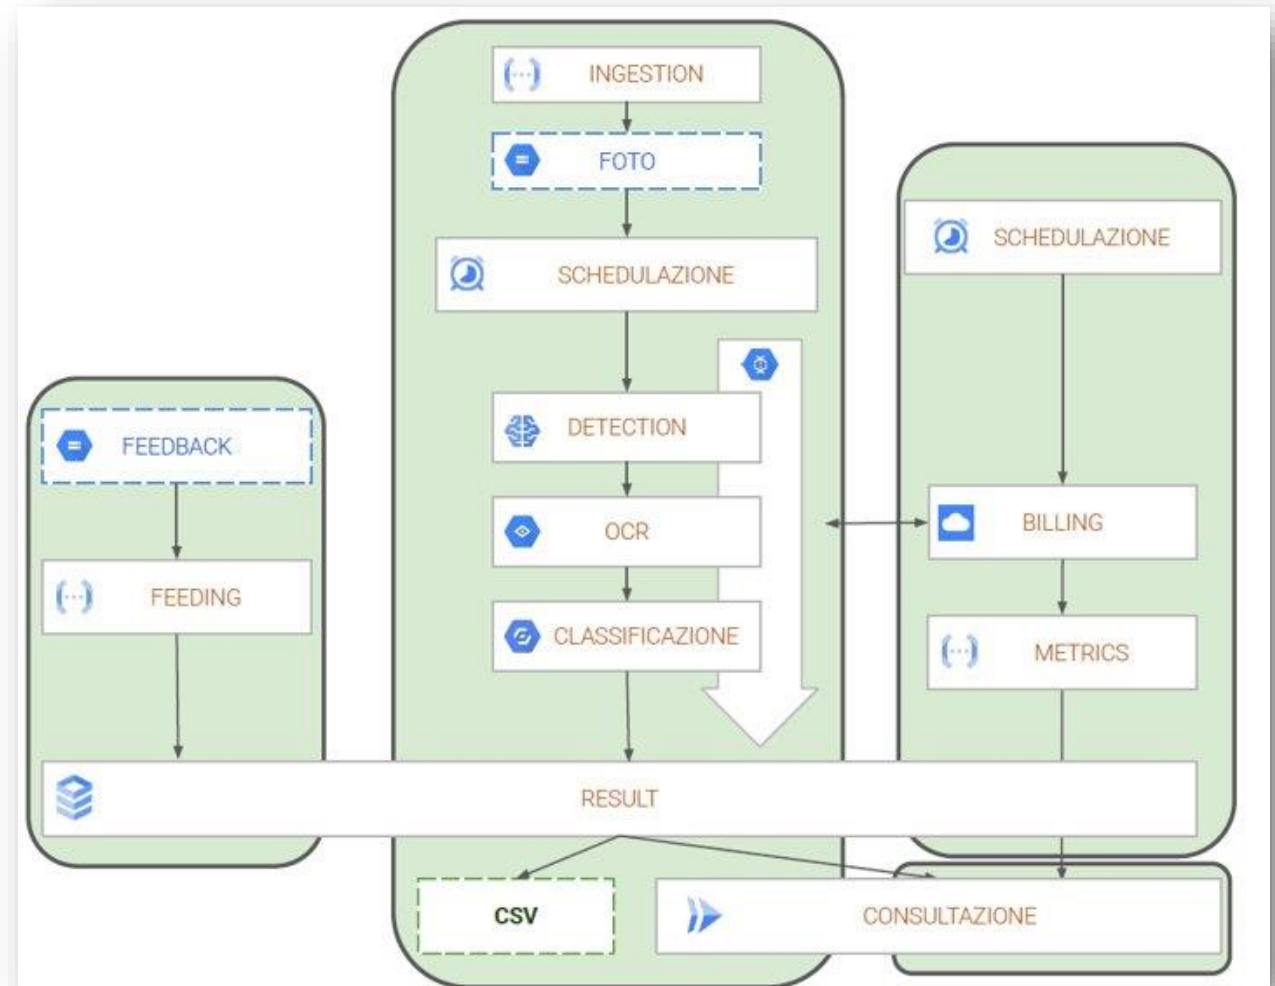 INGESTION
FOTO
SCHEDULAZIONE
DETECTION
OCR
CLASSIFICAZIONE
FEEDBACK
FEEDING
SCHEDULAZIONE
BILLING
METRICS
RESULT
CSV
CONSULTAZIONE